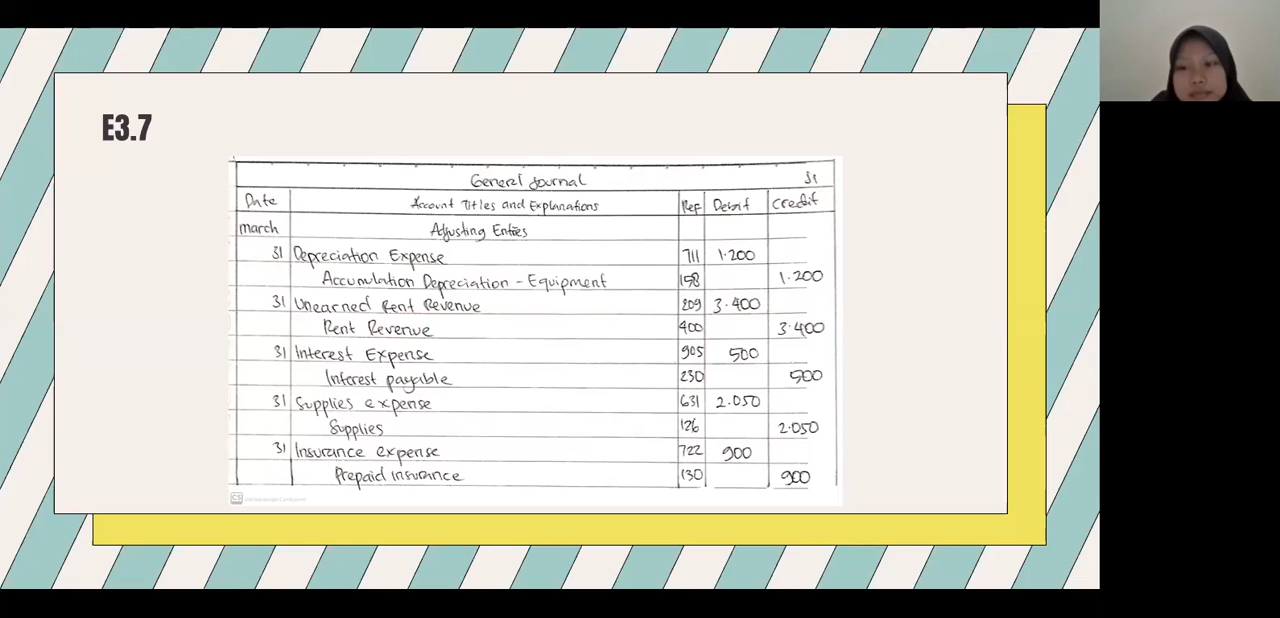 E3.7
General Journal J1
Date Account Titles and Explanations Ref Debit Credit
march Adjusting Entries
31 Depreciation Expense 711 1.200
Accumulation Depreciation - Equipment 158 1.200
31 Unearned Rent Revenue 209 3.400
Rent Revenue 400 3.400
31 Interest Expense 905 500
Interest payable 230 500
31 Supplies expense 631 2.050
Supplies 126 2.050
31 Insurance expense 722 900
Prepaid insurance 130 900
CS